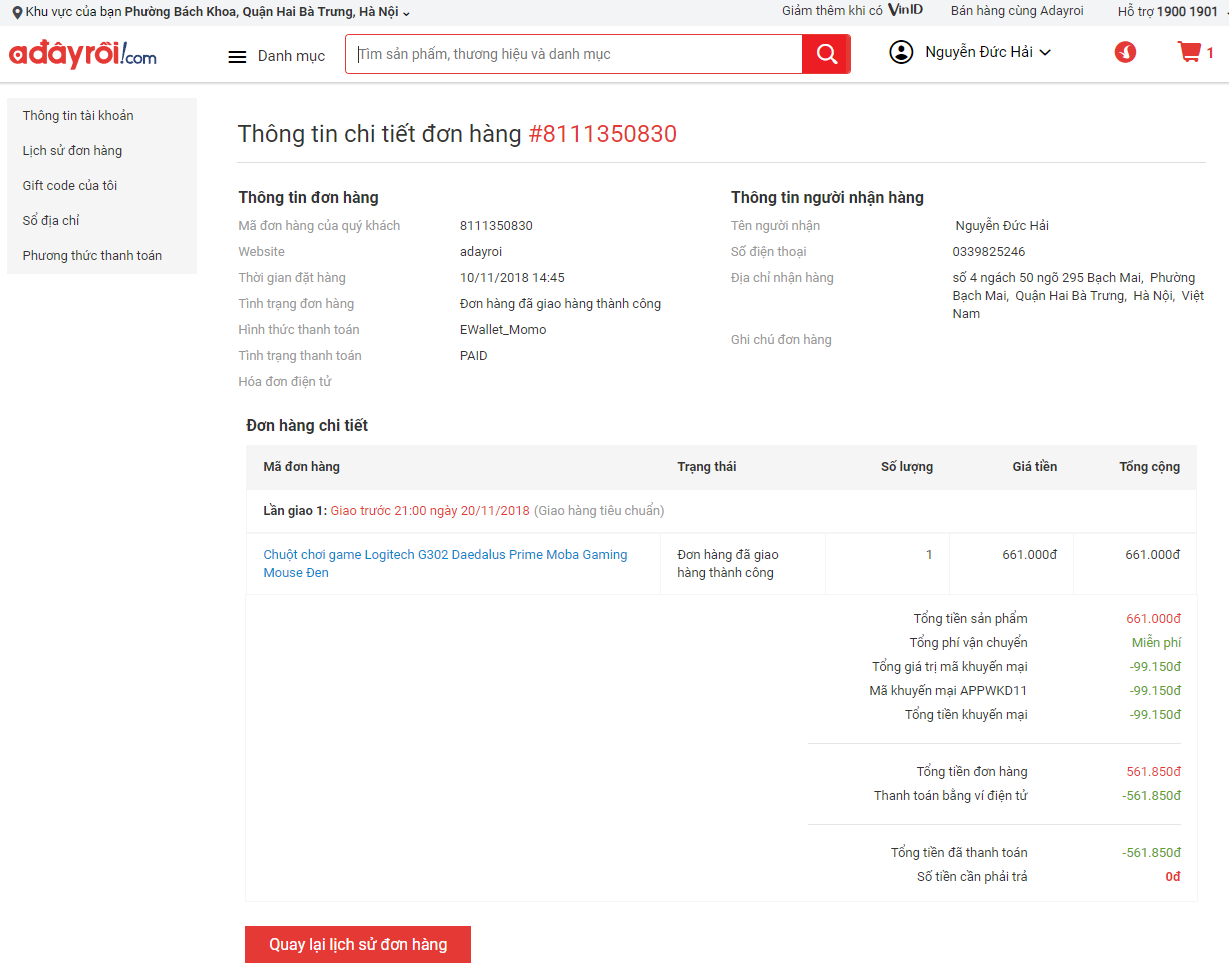 Khu vực của bạn Phường Bách Khoa, Quận Hai Bà Trưng, Hà Nội
Giảm thêm khi có VinID
Bán hàng cùng Adayroi
Hỗ trợ 1900 1901
adâyrồi!.com
Danh mục
Tìm sản phẩm, thương hiệu và danh mục
Nguyễn Đức Hải
1
Thông tin tài khoản
Lịch sử đơn hàng
Gift code của tôi
Sổ địa chỉ
Phương thức thanh toán
Thông tin chi tiết đơn hàng #8111350830
Thông tin đơn hàng
Mã đơn hàng của quý khách 8111350830
Website adayroi
Thời gian đặt hàng 10/11/2018 14:45
Tình trạng đơn hàng Đơn hàng đã giao hàng thành công
Hình thức thanh toán EWallet_Momo
Tình trạng thanh toán PAID
Hóa đơn điện tử
Thông tin người nhận hàng
Tên người nhận Nguyễn Đức Hải
Số điện thoại 0339825246
Địa chỉ nhận hàng số 4 ngách 50 ngõ 295 Bạch Mai, Phường
Bạch Mai, Quận Hai Bà Trưng, Hà Nội, Việt
Nam
Ghi chú đơn hàng
Đơn hàng chi tiết
Mã đơn hàng Trạng thái Số lượng Giá tiền Tổng cộng
Lần giao 1: Giao trước 21:00 ngày 20/11/2018 (Giao hàng tiêu chuẩn)
Chuột chơi game Logitech G302 Daedalus Prime Moba Gaming
Mouse Đen
Đơn hàng đã giao
hàng thành công
1
661.000đ
661.000đ
Tổng tiền sản phẩm 661.000đ
Tổng phí vận chuyển Miễn phí
Tổng giá trị mã khuyến mại -99.150đ
Mã khuyến mại APPWKD11 -99.150đ
Tổng tiền khuyến mại -99.150đ
Tổng tiền đơn hàng 561.850đ
Thanh toán bằng ví điện tử -561.850đ
Tổng tiền đã thanh toán -561.850đ
Số tiền cần phải trả 0đ
Quay lại lịch sử đơn hàng